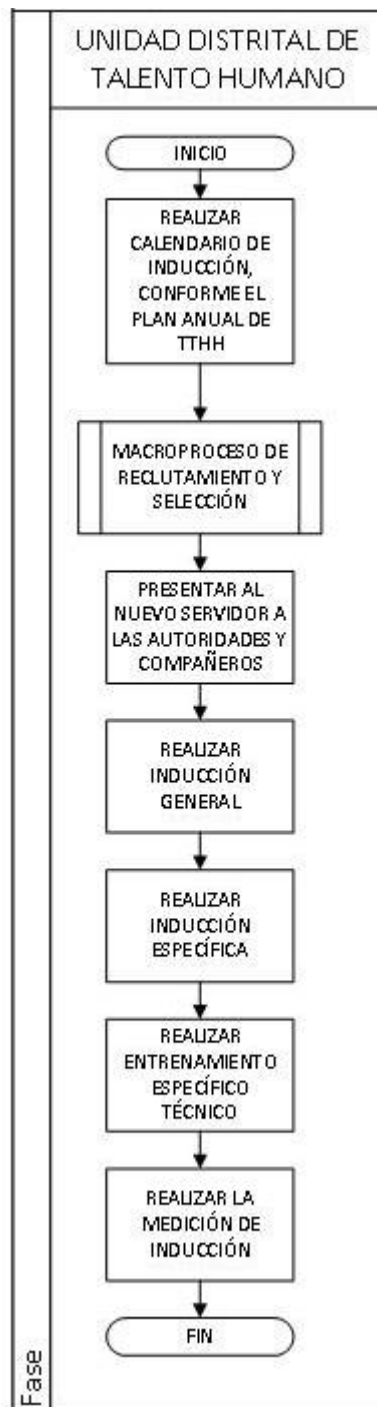 UNIDAD DISTRITAL DE
TALENTO HUMANO
INICIO
REALIZAR
CALENDARIO DE
INDUCCIÓN,
CONFORME EL
PLAN ANUAL DE
TTHH
MACROPROCESO DE
RECLUTAMIENTO Y
SELECCIÓN
PRESENTAR AL
NUEVO SERVIDOR A
LAS AUTORIDADES Y
COMPAÑEROS
REALIZAR
INDUCCIÓN
GENERAL
REALIZAR
INDUCCIÓN
ESPECÍFICA
REALIZAR
ENTRENAMIENTO
ESPECÍFICO
TÉCNICO
REALIZAR LA
MEDICIÓN DE
INDUCCIÓN
FIN
Fase